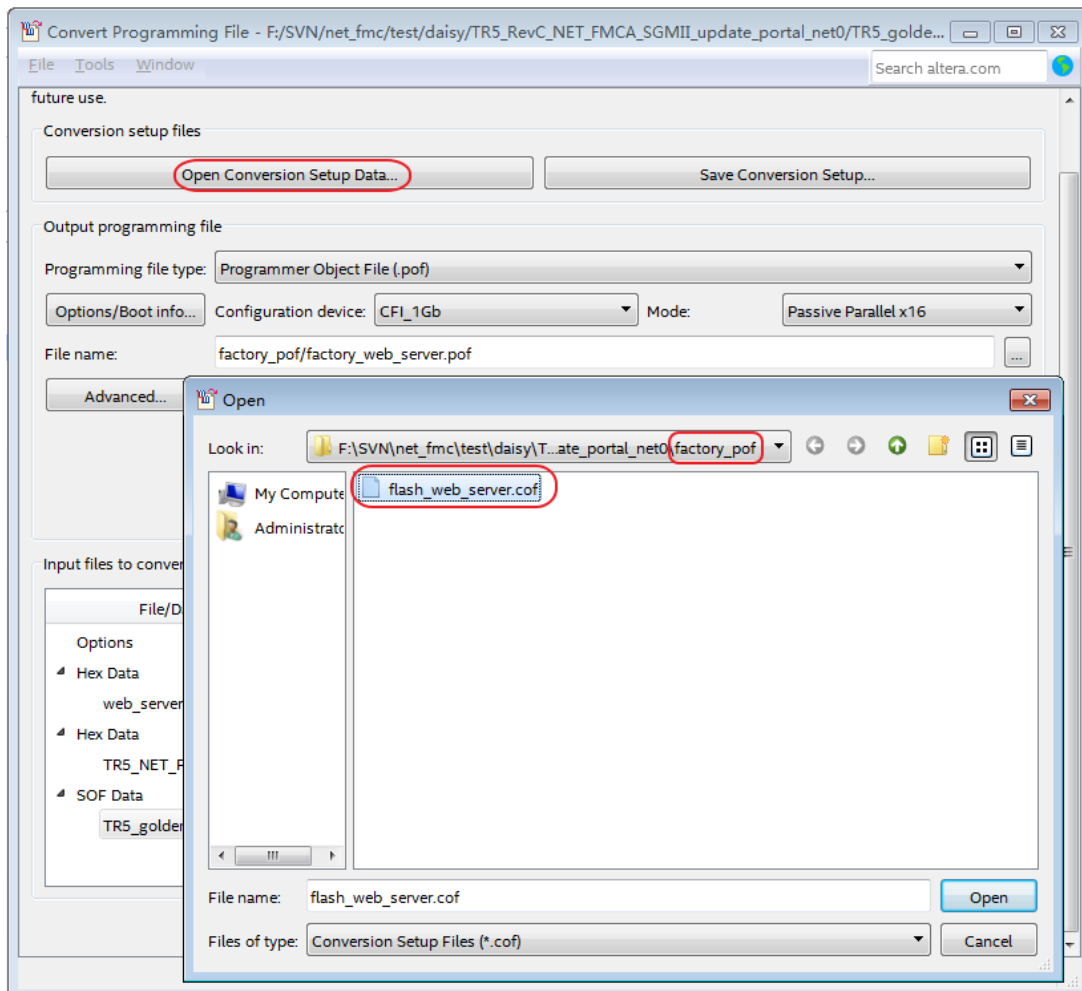 Convert Programming File - F:/SVN/net_fmc/test/daisy/TR5_RevC_NET_FMCA_SGMII_update_portal_net0/TR5_golde...
File Tools Window
Search altera.com
future use.
Conversion setup files
Open Conversion Setup Data... Save Conversion Setup...
Output programming file
Programming file type: Programmer Object File (.pof)
Options/Boot info... Configuration device: CFI_1Gb Mode: Passive Parallel x16
File name: factory_pof/factory_web_server.pof ...
Advanced...
Open
Look in: F:\SVN\net_fmc\test\daisy\T...ate_portal_net0\factory_pof
My Compute
flash_web_server.cof
Administratc
Input files to conver
File/D
Options
Hex Data
web_server
Hex Data
TR5_NET_F
SOF Data
TR5_golder
File name: flash_web_server.cof Open
Files of type: Conversion Setup Files (*.cof) Cancel